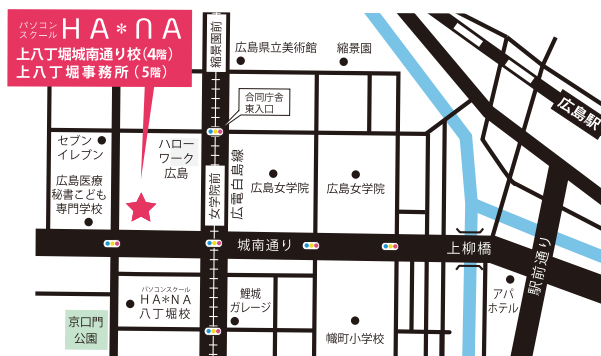 パソコン
スクール
HA*NA
上八丁堀城南通り校(4階)
上八丁堀事務所(5階)
縮景園前
広島県立美術館
縮景園
合同庁舎
東入口
広島駅
セブン
イレブン
ハロー
ワーク
広島
広島医療
秘書こども
専門学校
女学院前
広電白島線
広島女学院
広島女学院
城南通り
上柳橋
駅前通り
パソコンスクール
HA*NA
八丁堀校
鯉城
ガレージ
アパ
ホテル
京口門
公園
幟町小学校